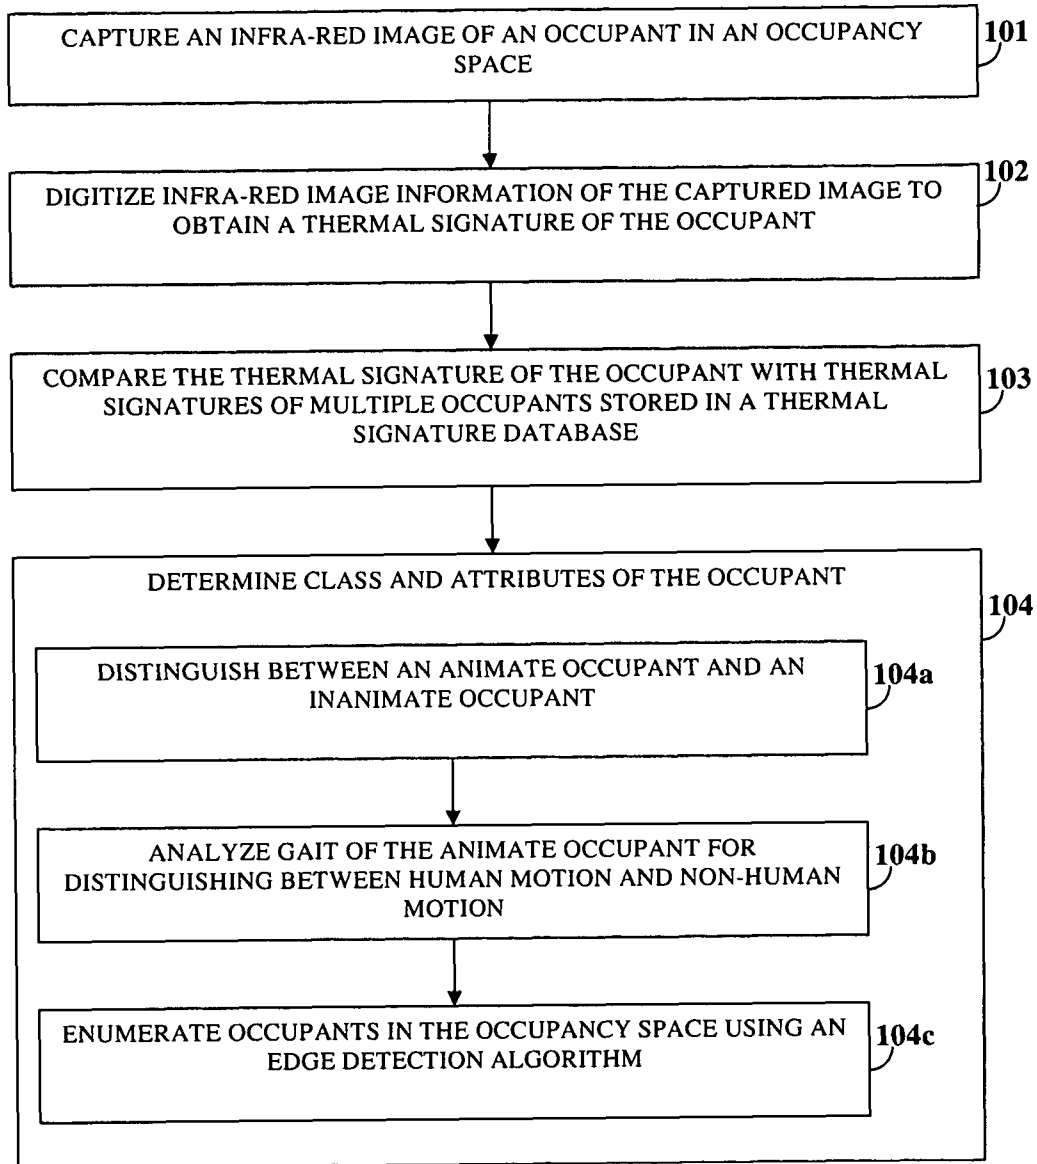 CAPTURE AN INFRA-RED IMAGE OF AN OCCUPANT IN AN OCCUPANCY
SPACE
101
DIGITIZE INFRA-RED IMAGE INFORMATION OF THE CAPTURED IMAGE TO
OBTAIN A THERMAL SIGNATURE OF THE OCCUPANT
102
COMPARE THE THERMAL SIGNATURE OF THE OCCUPANT WITH THERMAL
SIGNATURES OF MULTIPLE OCCUPANTS STORED IN A THERMAL
SIGNATURE DATABASE
103
DETERMINE CLASS AND ATTRIBUTES OF THE OCCUPANT
104
DISTINGUISH BETWEEN AN ANIMATE OCCUPANT AND AN
INANIMATE OCCUPANT
104a
ANALYZE GAIT OF THE ANIMATE OCCUPANT FOR
DISTINGUISHING BETWEEN HUMAN MOTION AND NON-HUMAN
MOTION
104b
ENUMERATE OCCUPANTS IN THE OCCUPANCY SPACE USING AN
EDGE DETECTION ALGORITHM
104c